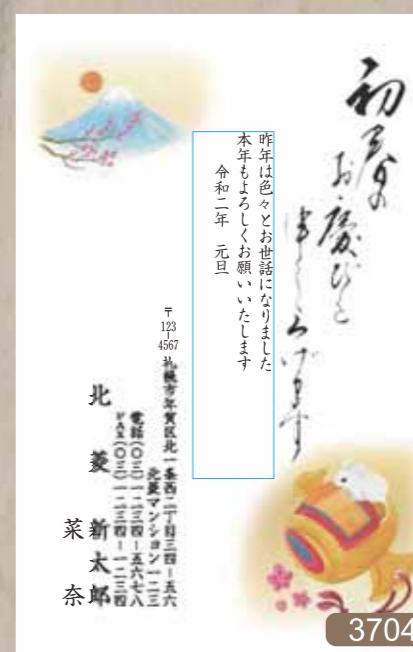 初春の
お慶びを
申し上げます
昨年は色々とお世話になりました
本年もよろしくお願いいたします
令和二年　元旦
〒123-4567
札幌市年賀区北一条西二丁目三四-五六
北菱マンション一二三
電話(〇三)一二三四-五六七八
FAX(〇三)一二三四-一二三四
北菱　新太郎
菜奈
3704